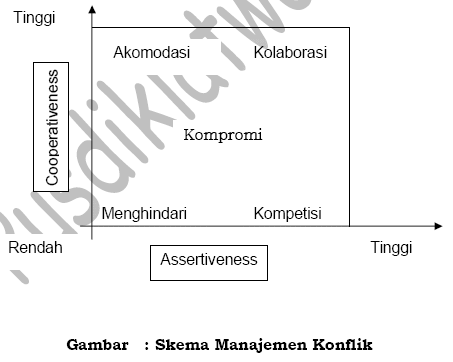 Tinggi
Akomodasi Kolaborasi
Cooperativeness
Kompromi
Menghindari Kompetisi
Rendah Tinggi
Assertiveness
Gambar : Skema Manajemen Konflik